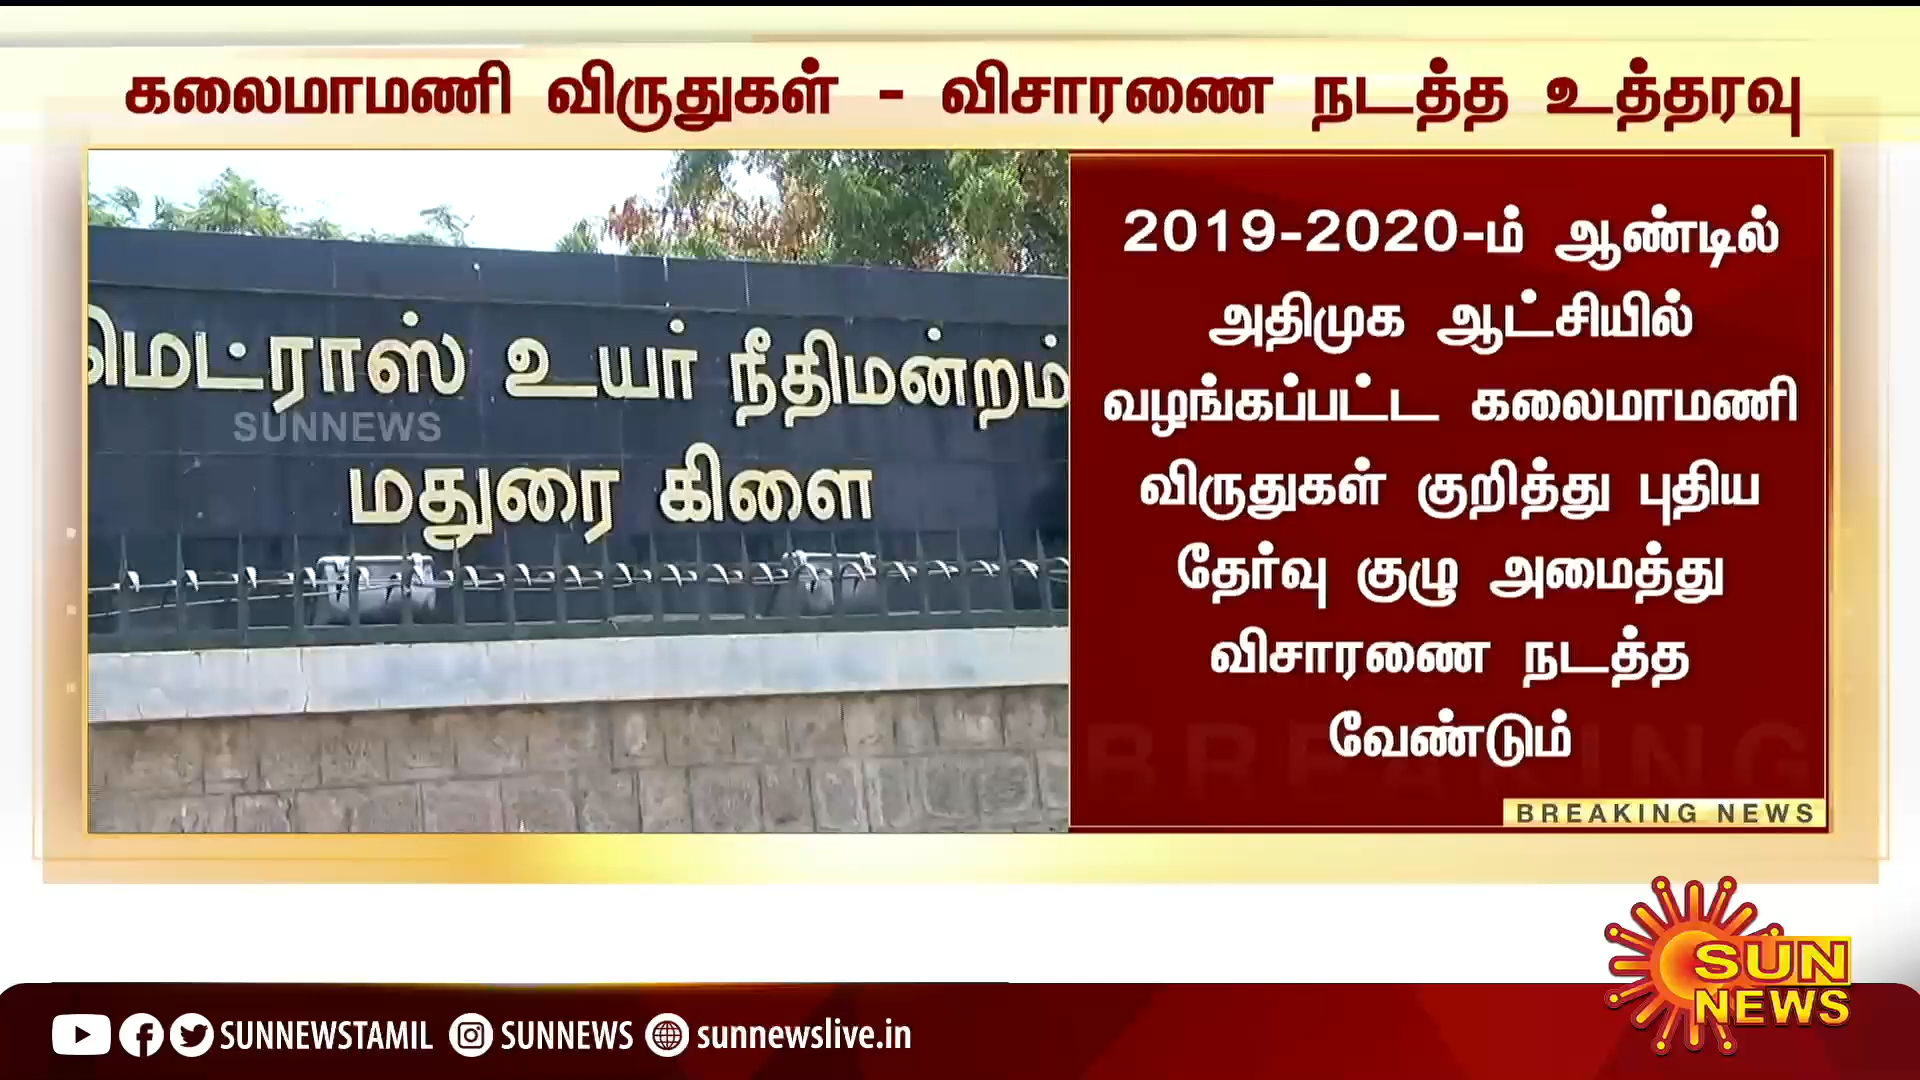 கலைமாமணி விருதுகள் - விசாரணை நடத்த உத்தரவு
மெட்ராஸ் உயர் நீதிமன்றம்
மதுரை கிளை
SUNNEWS
2019-2020-ம் ஆண்டில்
அதிமுக ஆட்சியில்
வழங்கப்பட்ட கலைமாமணி
விருதுகள் குறித்து புதிய
தேர்வு குழு அமைத்து
விசாரணை நடத்த
வேண்டும்
BREAKING
BREAKING NEWS
SUN
NEWS
SUNNEWSTAMIL SUNNEWS sunnewslive.in